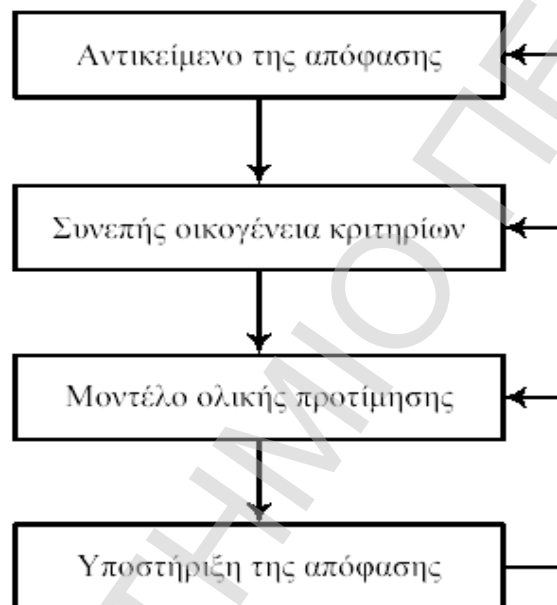 Αντικείμενο της απόφασης
Συνεπής οικογένεια κριτηρίων
Μοντέλο ολικής προτίμησης
Υποστήριξη της απόφασης